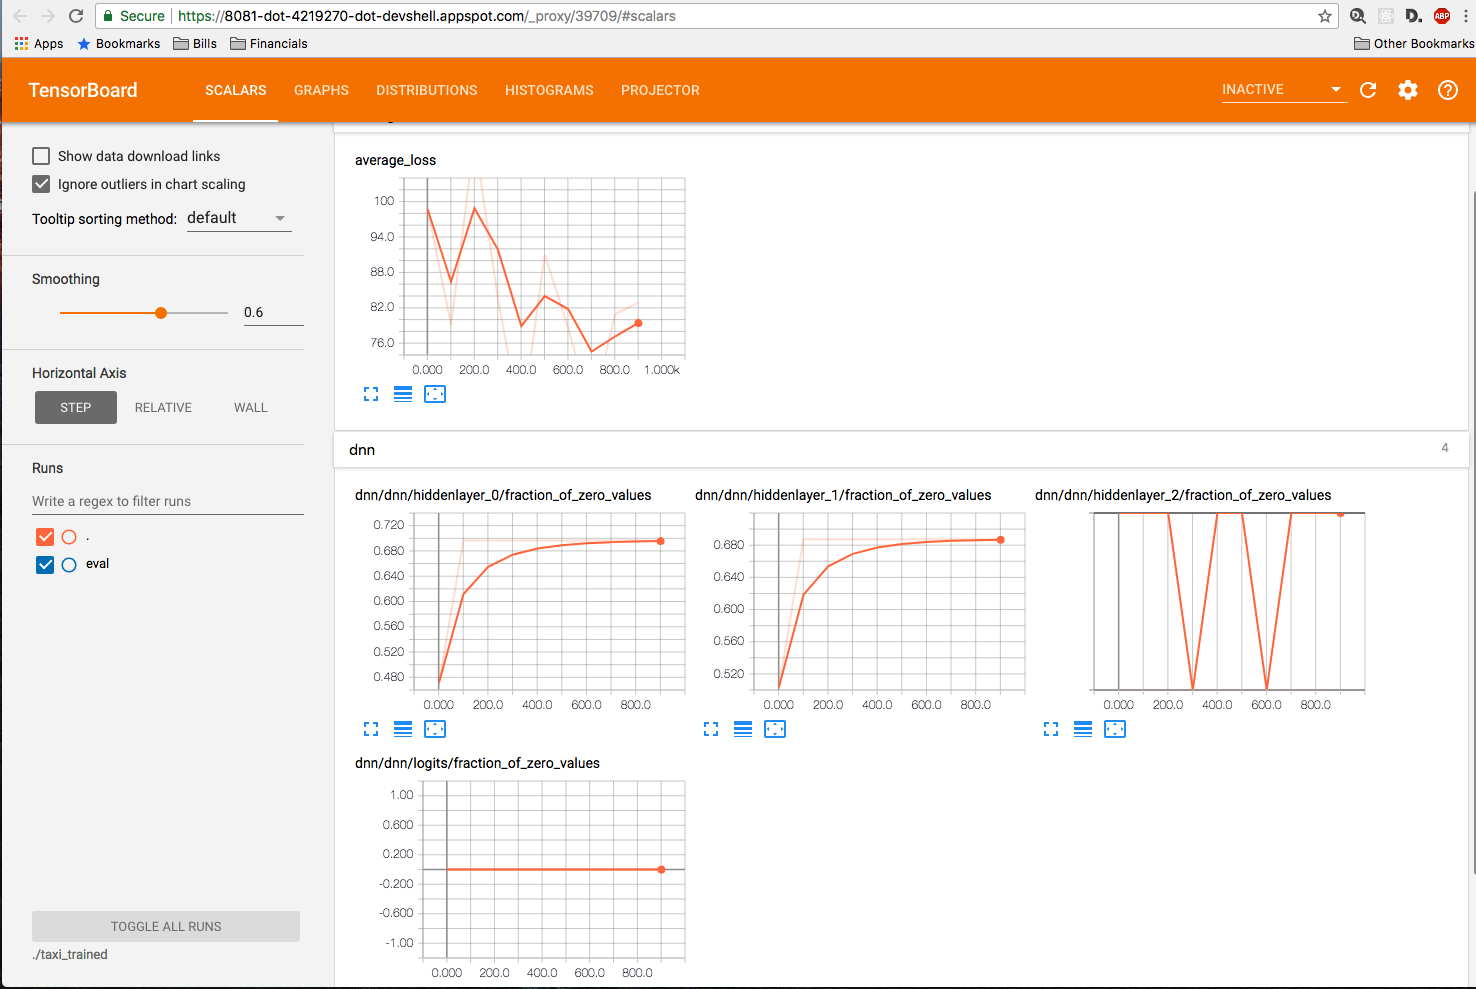 Secure https://8081-dot-4219270-dot-devshell.appspot.com/_proxy/39709/#scalars
D.
ABP
Apps Bookmarks Bills Financials Other Bookmarks
TensorBoard SCALARS GRAPHS DISTRIBUTIONS HISTOGRAMS PROJECTOR INACTIVE
Show data download links
Ignore outliers in chart scaling
Tooltip sorting method: default
Smoothing
0.6
Horizontal Axis
STEP RELATIVE WALL
Runs
Write a regex to filter runs
.
eval
TOGGLE ALL RUNS
./taxi_trained
average_loss
100
94.0
88.0
82.0
76.0
0.000 200.0 400.0 600.0 800.0 1.000k
dnn 4
dnn/dnn/hiddenlayer_0/fraction_of_zero_values
0.720
0.680
0.640
0.600
0.560
0.520
0.480
0.000 200.0 400.0 600.0 800.0
dnn/dnn/hiddenlayer_1/fraction_of_zero_values
0.680
0.640
0.600
0.560
0.520
0.000 200.0 400.0 600.0 800.0
dnn/dnn/hiddenlayer_2/fraction_of_zero_values
0.000 200.0 400.0 600.0 800.0
dnn/dnn/logits/fraction_of_zero_values
1.00
0.600
0.200
-0.200
-0.600
-1.00
0.000 200.0 400.0 600.0 800.0